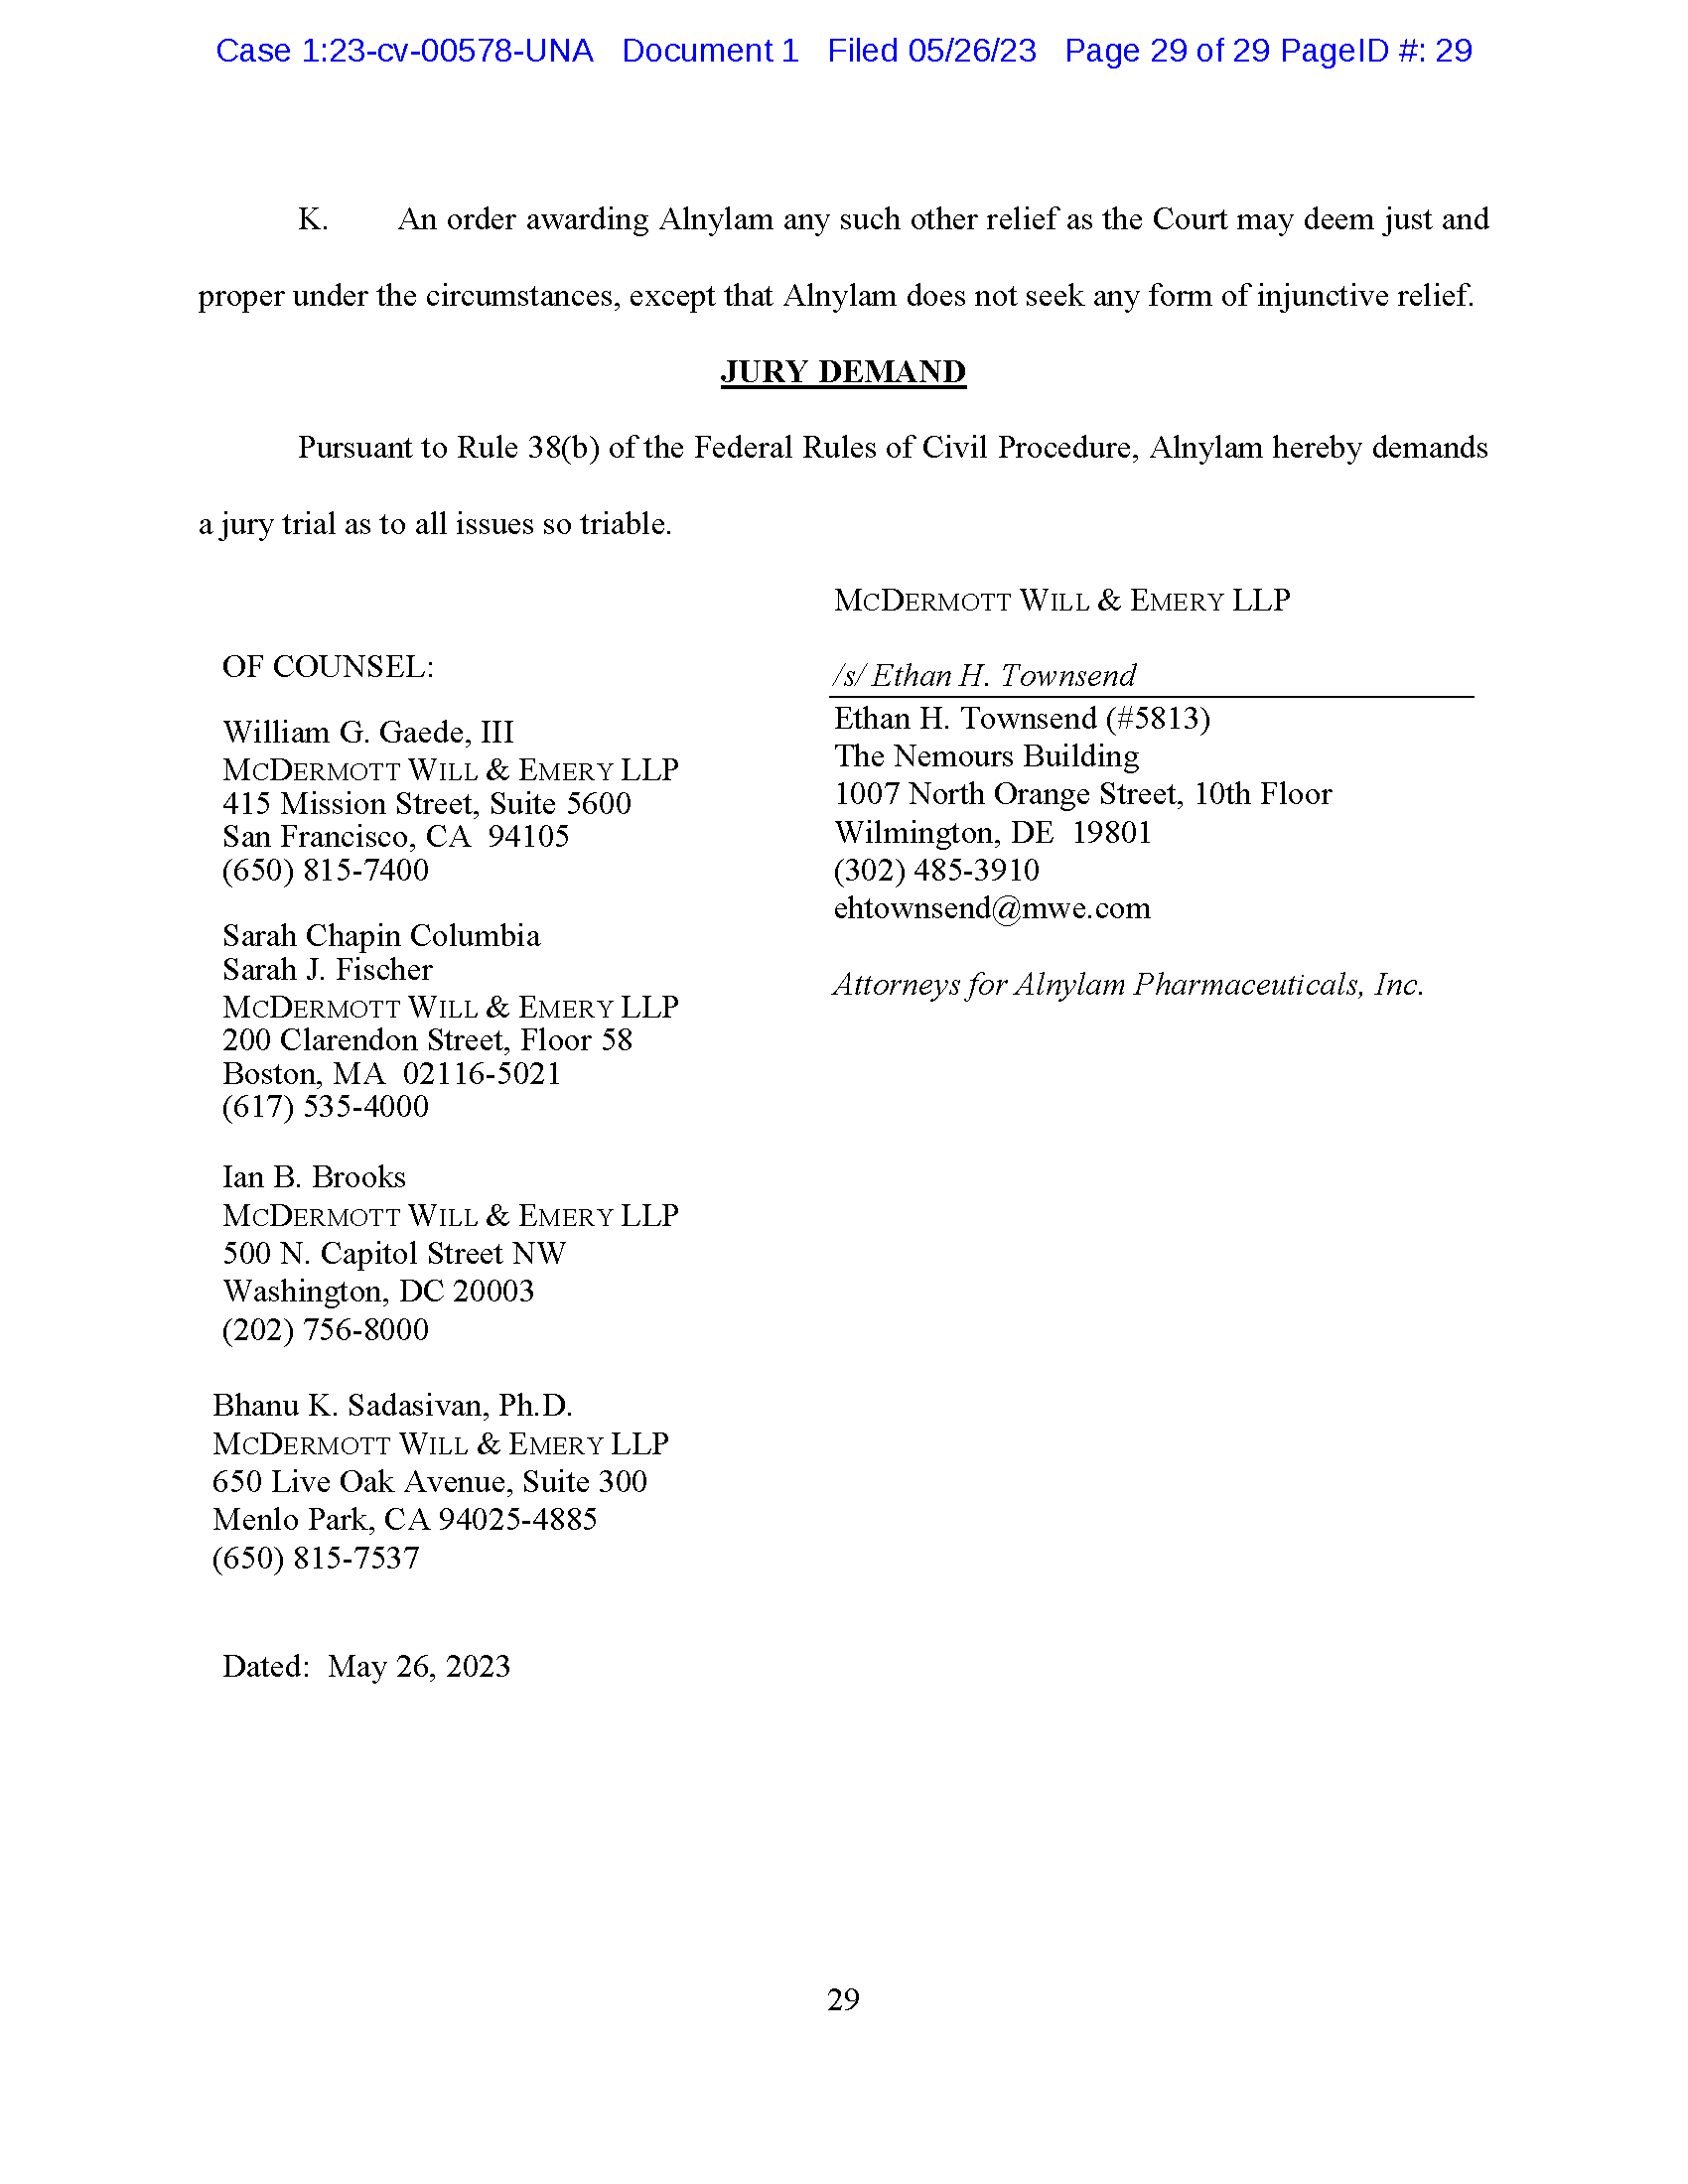 Case 1:23-cv-00578-UNA Document 1 Filed 05/26/23 Page 29 of 29 PageID #: 29
K. An order awarding Alnylam any such other relief as the Court may deem just and
proper under the circumstances, except that Alnylam does not seek any form of injunctive relief.
JURY DEMAND
Pursuant to Rule 38(b) of the Federal Rules of Civil Procedure, Alnylam hereby demands
a jury trial as to all issues so triable.
OF COUNSEL:
William G. Gaede, III
MCDERMOTT WILL & EMERY LLP
415 Mission Street, Suite 5600
San Francisco, CA 94105
(650) 815-7400
Sarah Chapin Columbia
Sarah J. Fischer
MCDERMOTT WILL & EMERY LLP
200 Clarendon Street, Floor 58
Boston, MA 02116-5021
(617) 535-4000
Ian B. Brooks
MCDERMOTT WILL & EMERY LLP
500 N. Capitol Street NW
Washington, DC 20003
(202) 756-8000
Bhanu K. Sadasivan, Ph.D.
MCDERMOTT WILL & EMERY LLP
650 Live Oak Avenue, Suite 300
Menlo Park, CA 94025-4885
(650) 815-7537
Dated: May 26, 2023
MCDERMOTT WILL & EMERY LLP
/s/ Ethan H. Townsend
Ethan H. Townsend (#5813)
The Nemours Building
1007 North Orange Street, 10th Floor
Wilmington, DE 19801
(302) 485-3910
ehtownsend@mwe.com
Attorneys for Alnylam Pharmaceuticals, Inc.
29